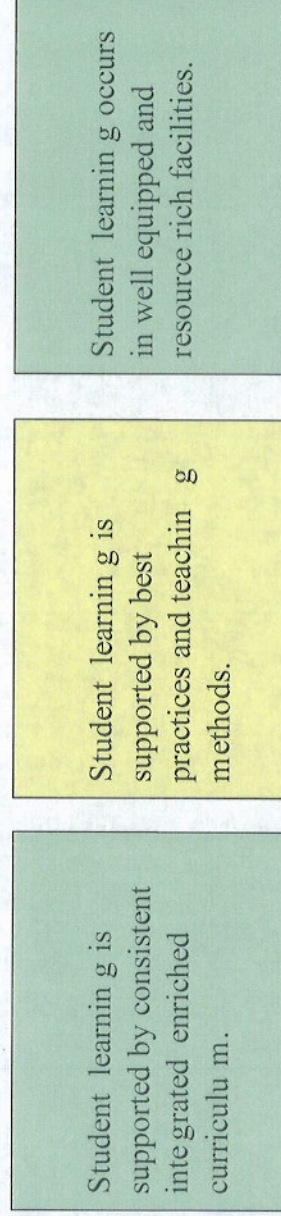 Student learnin g is
supported by consistent
inte grated enriched
curriculu m.
Student learnin g is
supported by best
practices and teachin g
methods.
Student learnin g occurs
in well equipped and
resource rich facilities.